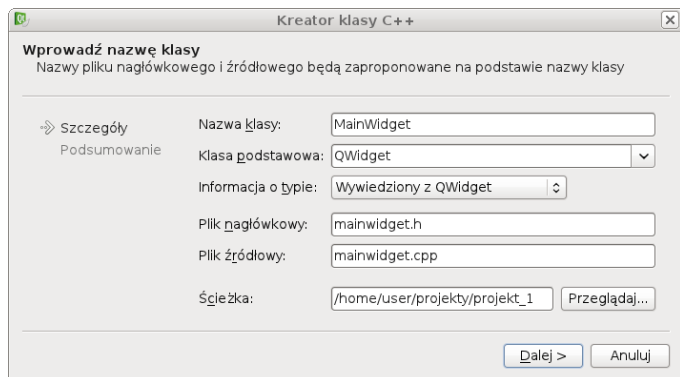 Kreator klasy C++
Wprowadź nazwę klasy
Nazwy pliku nagłówkowego i źródłowego będą zaproponowane na podstawie nazwy klasy
Szczegóły
Podsumowanie
Nazwa klasy: MainWidget
Klasa podstawowa: QWidget
Informacja o typie: Wywiedziony z QWidget
Plik nagłówkowy: mainwidget.h
Plik źródłowy: mainwidget.cpp
Ścieżka: /home/user/projekty/projekt_1 Przeglądaj...
Dalej > Anuluj